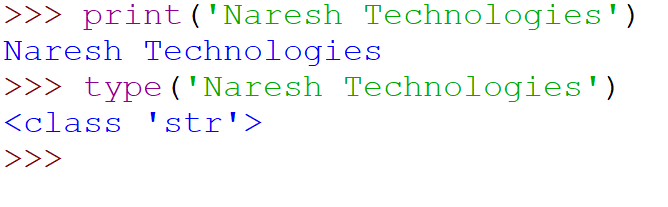 >>> print('Naresh Technologies')
Naresh Technologies
>>> type('Naresh Technologies')
<class 'str'>
>>>